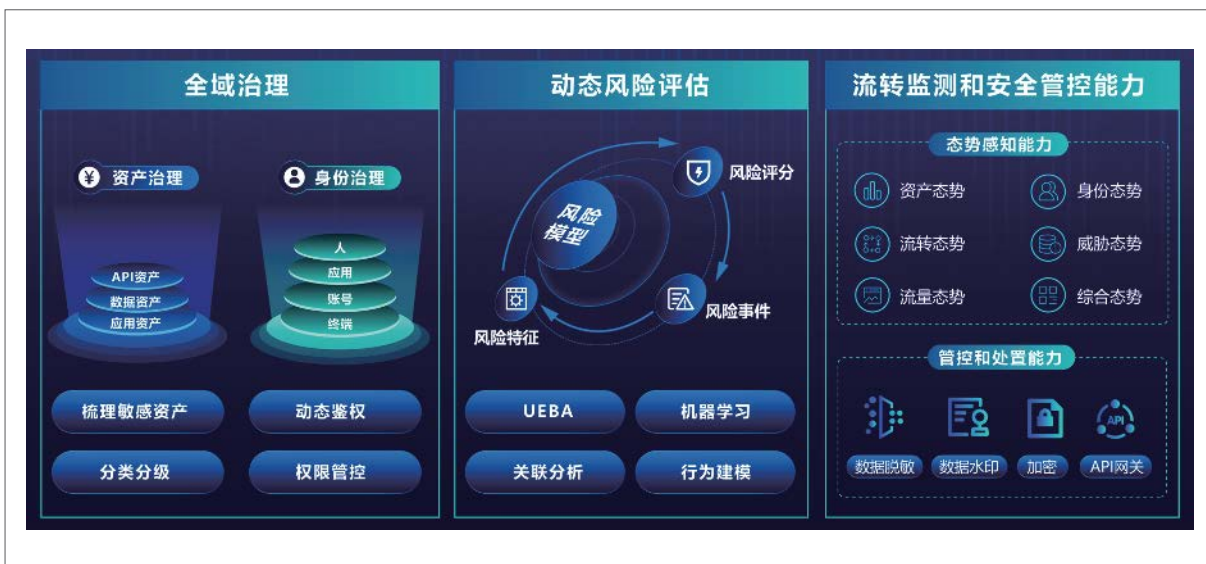 全域治理
资产治理
身份治理
API资产
数据资产
应用资产
人
应用
账号
终端
梳理敏感资产
动态鉴权
分类分级
权限管控
动态风险评估
风险评分
风险
模型
风险事件
风险特征
UEBA
机器学习
关联分析
行为建模
流转监测和安全管控能力
态势感知能力
资产态势
身份态势
流转态势
威胁态势
流量态势
综合态势
管控和处置能力
API
数据脱敏
数据水印
加密
API网关